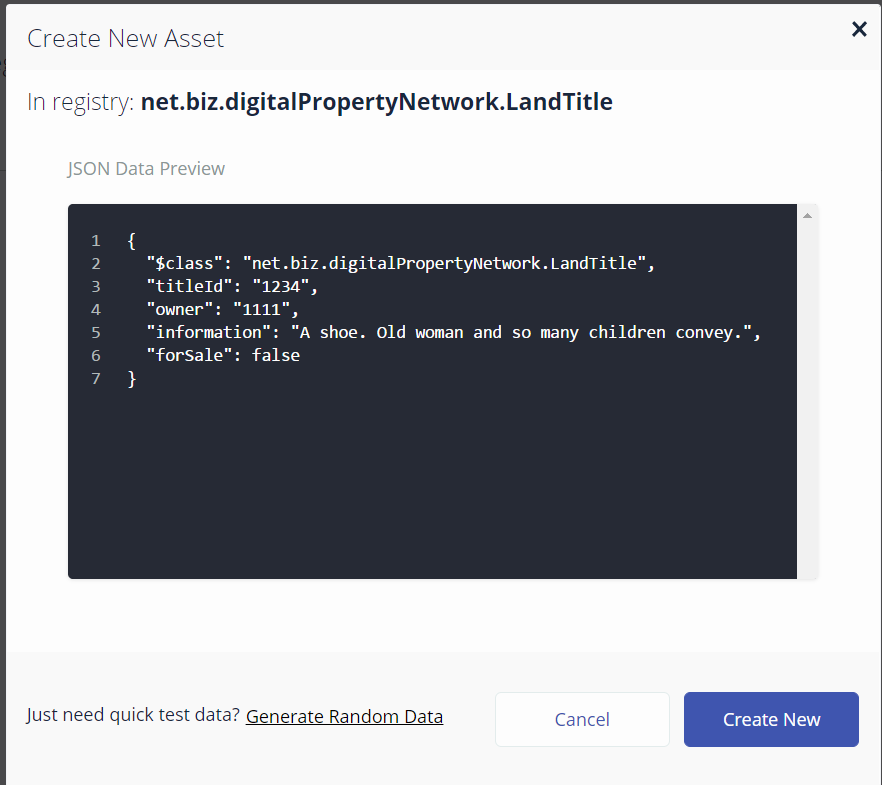 Create New Asset
In registry: net.biz.digitalPropertyNetwork.LandTitle
JSON Data Preview
1 {
2 "$class": "net.biz.digitalPropertyNetwork.LandTitle",
3 "titleId": "1234",
4 "owner": "1111",
5 "information": "A shoe. Old woman and so many children convey.",
6 "forSale": false
7 }
Just need quick test data? Generate Random Data
Cancel
Create New